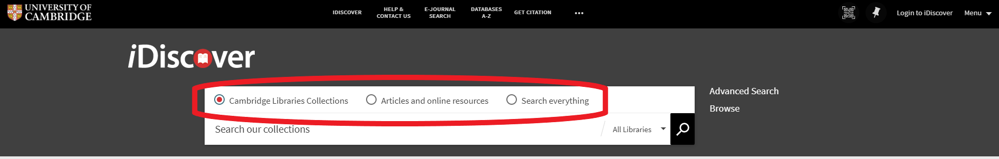 UNIVERSITY OF
CAMBRIDGE
IDISCOVER
HELP &
CONTACT US
E-JOURNAL
SEARCH
DATABASES
A-Z
GET CITATION
Login to iDiscover
Menu
iDiscover
Cambridge Libraries Collections
Articles and online resources
Search everything
Advanced Search
Browse
Search our collections
All Libraries